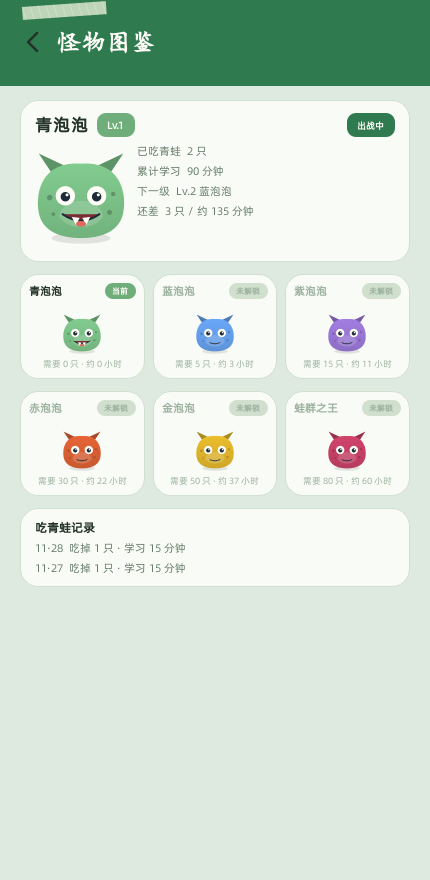 怪物图鉴
青泡泡 Lv.1 出战中
已吃青蛙 2 只
累计学习 90 分钟
下一级 Lv.2 蓝泡泡
还差 3 只 / 约 135 分钟
青泡泡 当前
需要 0 只 · 约 0 小时
蓝泡泡 未解锁
需要 5 只 · 约 3 小时
紫泡泡 未解锁
需要 15 只 · 约 11 小时
赤泡泡 未解锁
需要 30 只 · 约 22 小时
金泡泡 未解锁
需要 50 只 · 约 37 小时
蛙群之王 未解锁
需要 80 只 · 约 60 小时
吃青蛙记录
11-28 吃掉 1 只 · 学习 15 分钟
11-27 吃掉 1 只 · 学习 15 分钟